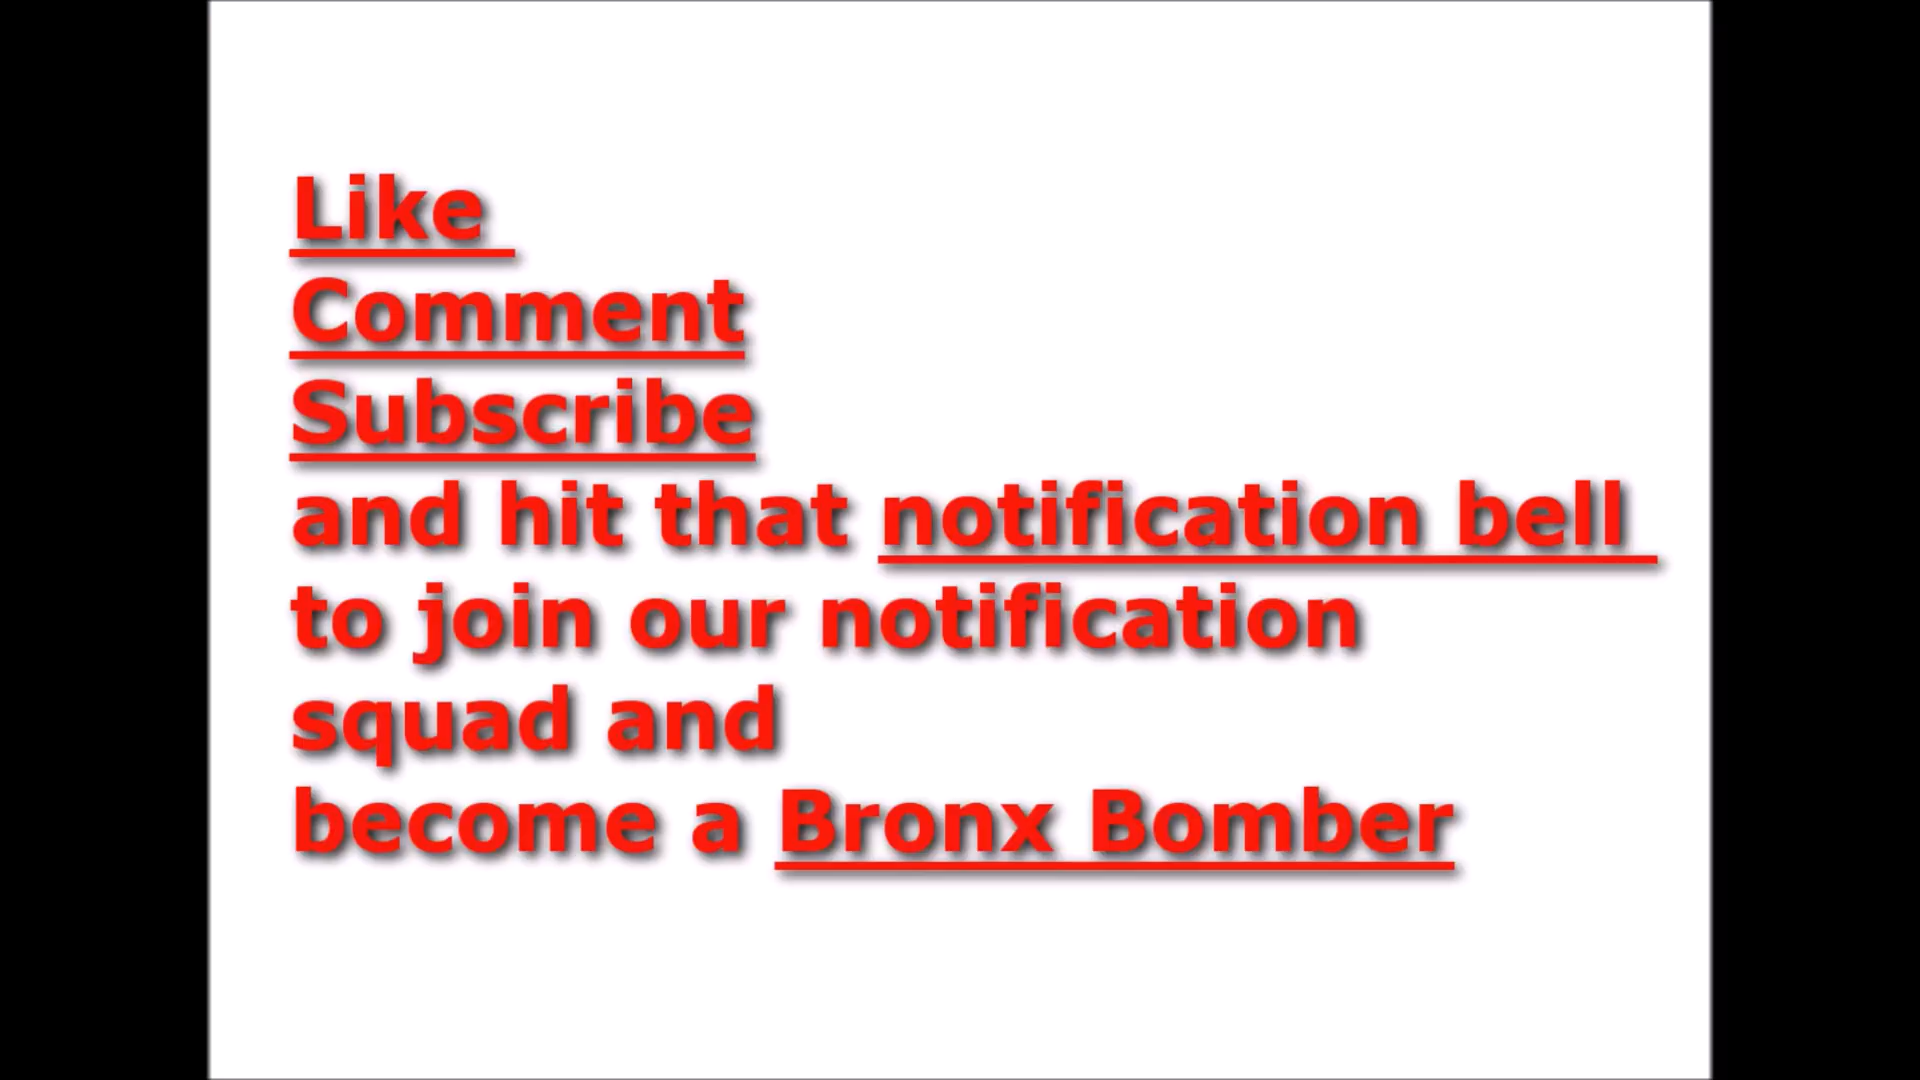 Like
Comment
Subscribe
and hit that notification bell
to join our notification
squad and
become a Bronx Bomber